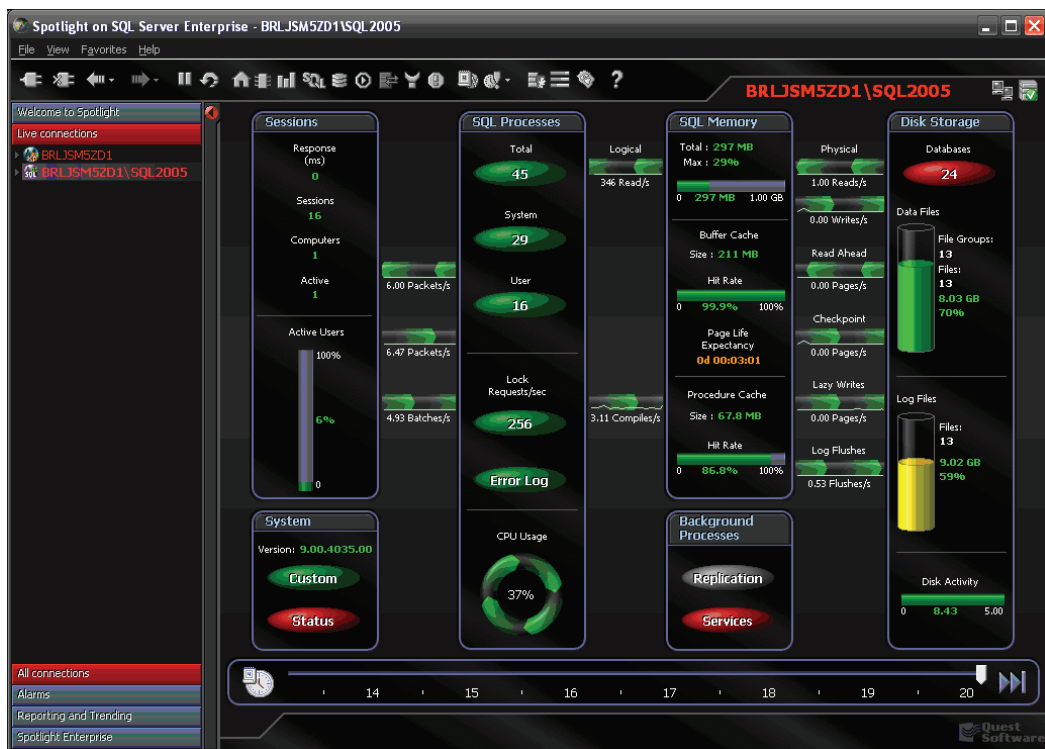 Spotlight on SQL Server Enterprise - BRLJSM5ZD1\SQL2005
File View Favorites Help
BRLJSM5ZD1\SQL2005
Welcome to Spotlight
Live connections
BRLJSM5ZD1
BRLJSM5ZD1\SQL2005
All connections
Alarms
Reporting and Trending
Spotlight Enterprise
Sessions
Response
(ms)
0
Sessions
16
Computers
1
Active
1
Active Users
100%
6%
0
System
Version: 9.00.4035.00
Custom
Status
6.00 Packets/s
6.47 Packets/s
4.93 Batches/s
SQL Processes
Total
45
System
29
User
16
Lock
Requests/sec
256
Error Log
CPU Usage
37%
Logical
346 Read/s
3.11 Compiles/s
SQL Memory
Total : 297 MB
Max : 29%
0 297 MB 1.00 GB
Buffer Cache
Size : 211 MB
Hit Rate
0 99.9% 100%
Page Life
Expectancy
0d 00:03:01
Procedure Cache
Size : 67.8 MB
Hit Rate
0 86.8% 100%
Background
Processes
Replication
Services
Physical
1.00 Reads/s
0.00 Writes/s
Read Ahead
0.00 Pages/s
Checkpoint
0.00 Pages/s
Lazy Writes
0.00 Pages/s
Log Flushes
0.53 Flushes/s
Disk Storage
Databases
24
Data Files
File Groups:
13
Files:
13
8.03 GB
70%
Log Files
Files:
13
9.02 GB
59%
Disk Activity
0 8.43 5.00
14 15 16 17 18 19 20
Quest
Software